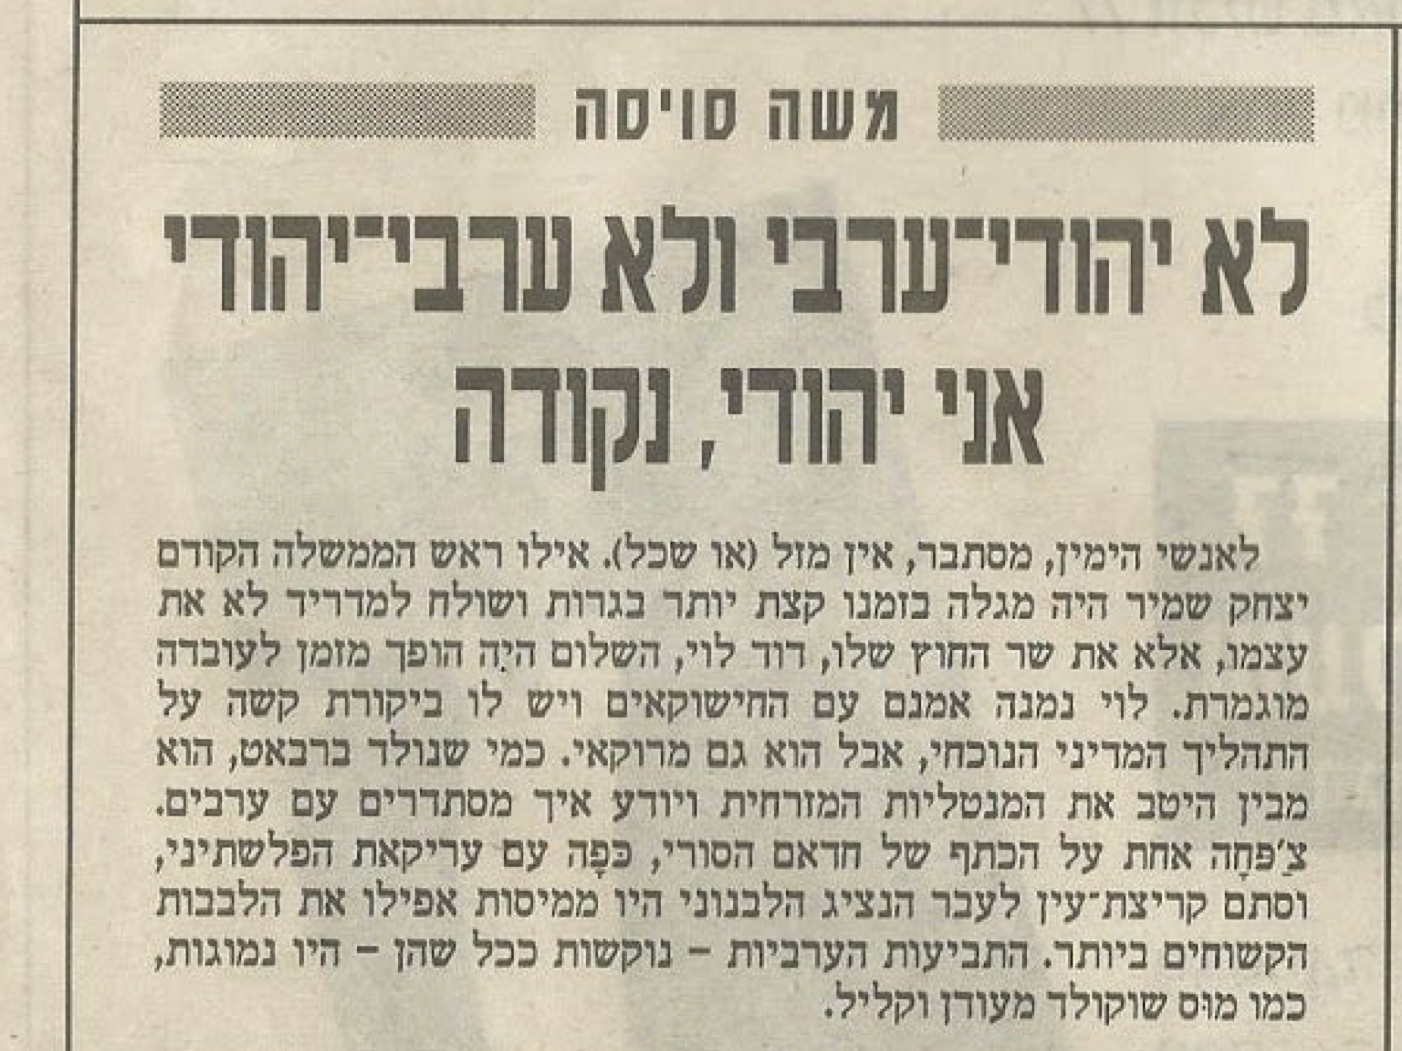 משה סויסה
לא יהודי־ערבי ולא ערבי־יהודי
אני יהודי, נקודה
לאנשי הימין, מסתבר, אין מזל (או שכל). אילו ראש הממשלה הקודם
יצחק שמיר היה מגלה בזמנו קצת יותר בגרות ושולח למדריד לא את
עצמו, אלא את שר החוץ שלו, דוד לוי, השלום היה הופך מזמן לעובדה
מוגמרת. לוי נמנה אמנם עם החישוקאים ויש לו ביקורת קשה על
התהליך המדיני הנוכחי, אבל הוא גם מרוקאי. כמי שנולד ברבאט, הוא
מבין היטב את המנטליות המזרחית ויודע איך מסתדרים עם ערבים.
צ'ַפּחָה אחת על הכתף של חדאם הסורי, כּפָה עם עריקאת הפלשתיני,
וסתם קריצת־עין לעבר הנציג הלבנוני היו ממיסות אפילו את הלבבות
הקשוחים ביותר. התביעות הערביות – נוקשות ככל שהן – היו נמוגות,
כמו מוּס שוקולד מעודן וקליל.